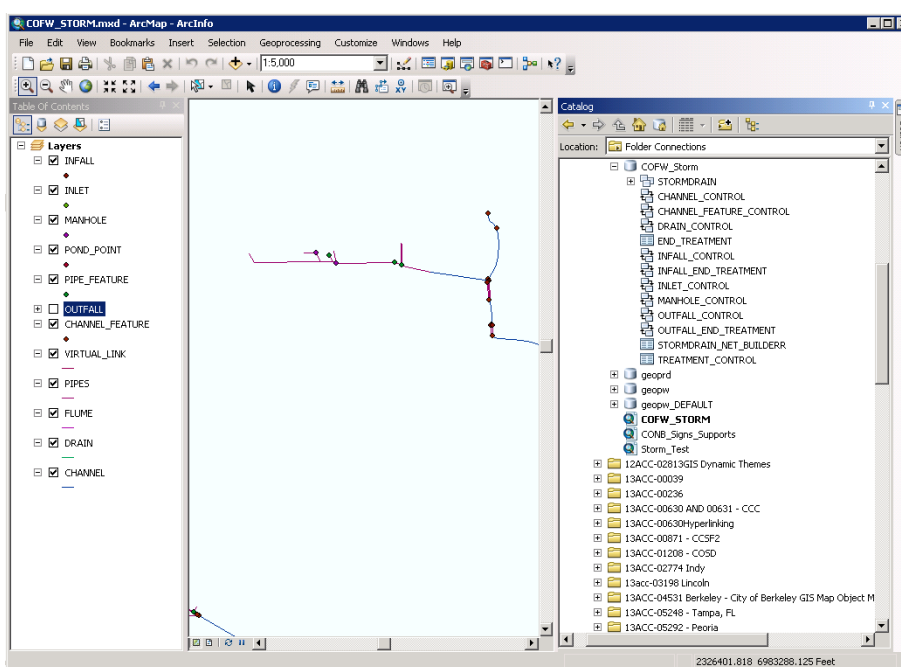 COFW_STORM.mxd - ArcMap - ArcInfo
File Edit View Bookmarks Insert Selection Geoprocessing Customize Windows Help
1:5,000
Table Of Contents
Layers
INFALL
INLET
MANHOLE
POND_POINT
PIPE_FEATURE
OUTFALL
CHANNEL_FEATURE
VIRTUAL_LINK
PIPES
FLUME
DRAIN
CHANNEL
Catalog
Location: Folder Connections
COFW_Storm
STORMDRAIN
CHANNEL_CONTROL
CHANNEL_FEATURE_CONTROL
DRAIN_CONTROL
END_TREATMENT
INFALL_CONTROL
INFALL_END_TREATMENT
INLET_CONTROL
MANHOLE_CONTROL
OUTFALL_CONTROL
OUTFALL_END_TREATMENT
STORMDRAIN_NET_BUILDERR
TREATMENT_CONTROL
geoprd
geopw
geopw_DEFAULT
COFW_STORM
CONB_Signs_Supports
Storm_Test
12ACC-02813GIS Dynamic Themes
13ACC-00039
13ACC-00236
13ACC-00630 AND 00631 - CCC
13ACC-00630Hyperlinking
13ACC-00871 - CCSF2
13ACC-01208 - COSD
13ACC-02774 Indy
13acc-03198 Lincoln
13ACC-04531 Berkeley - City of Berkeley GIS Map Object M
13ACC-05248 - Tampa, FL
13ACC-05292 - Peoria
2326401.818 6983288.125 Feet